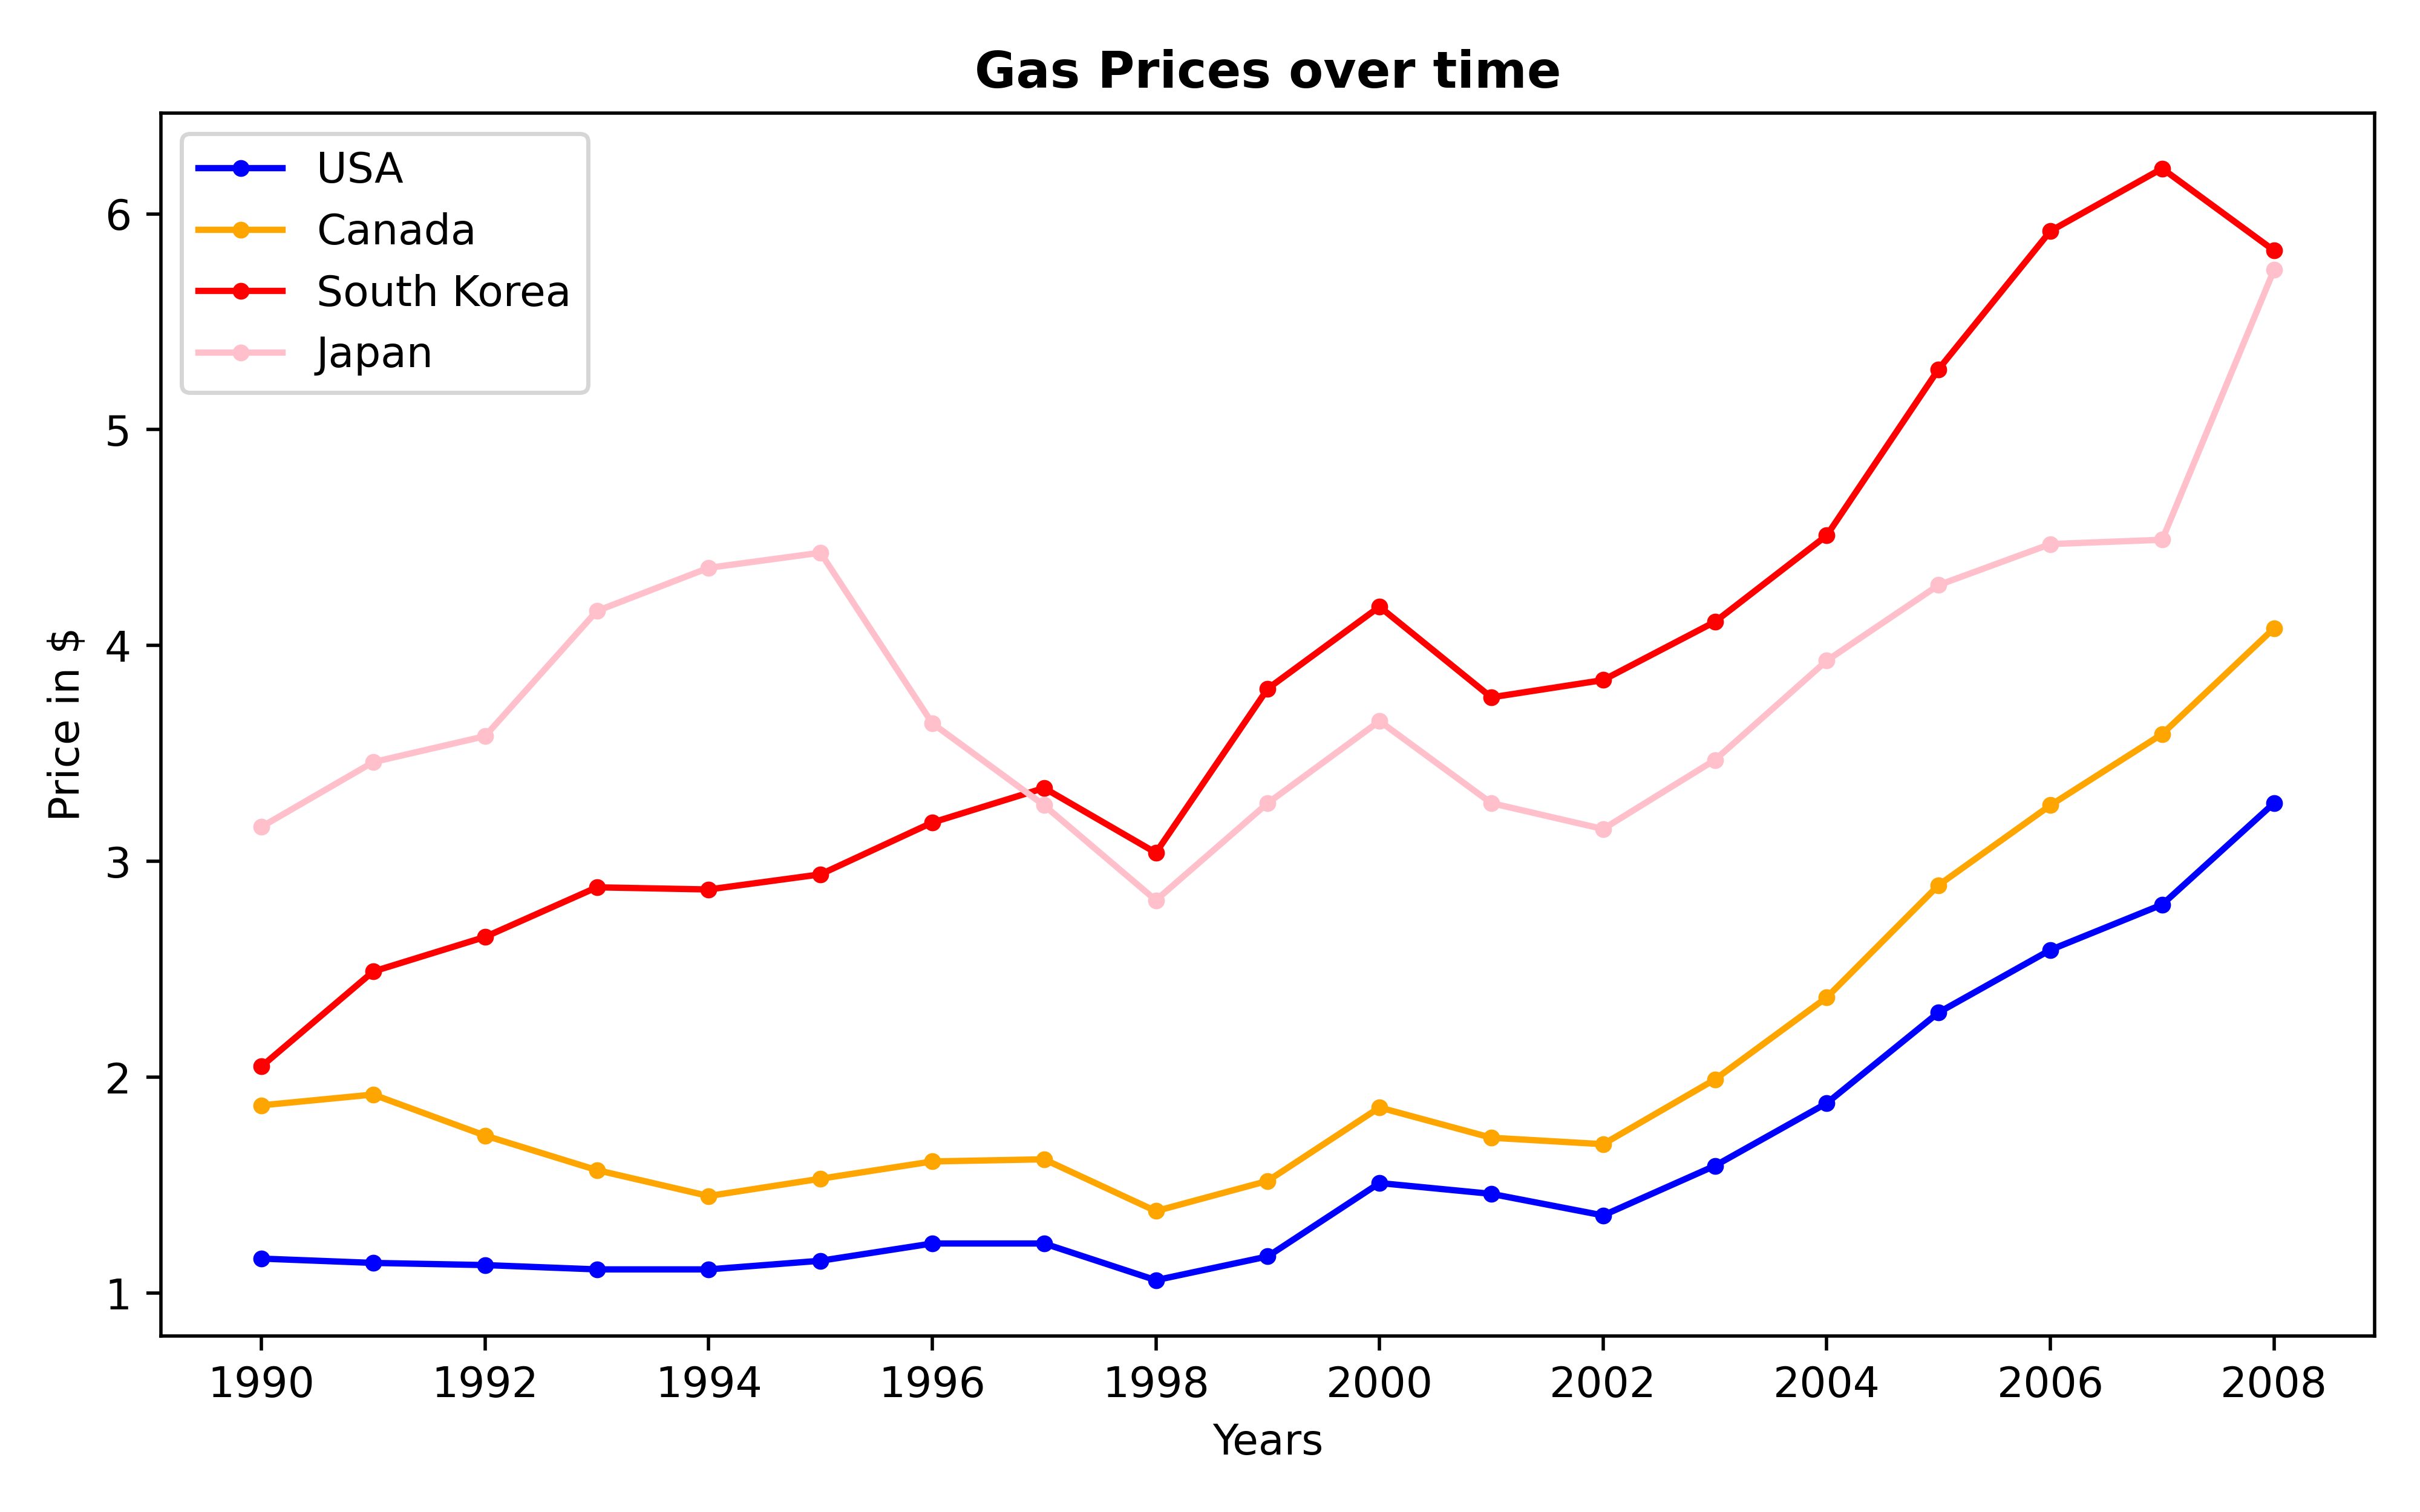 Gas Prices over time
USA
Canada
South Korea
Japan
Price in $
6
5
4
3
2
1
1990 1992 1994 1996 1998 2000 2002 2004 2006 2008
Years